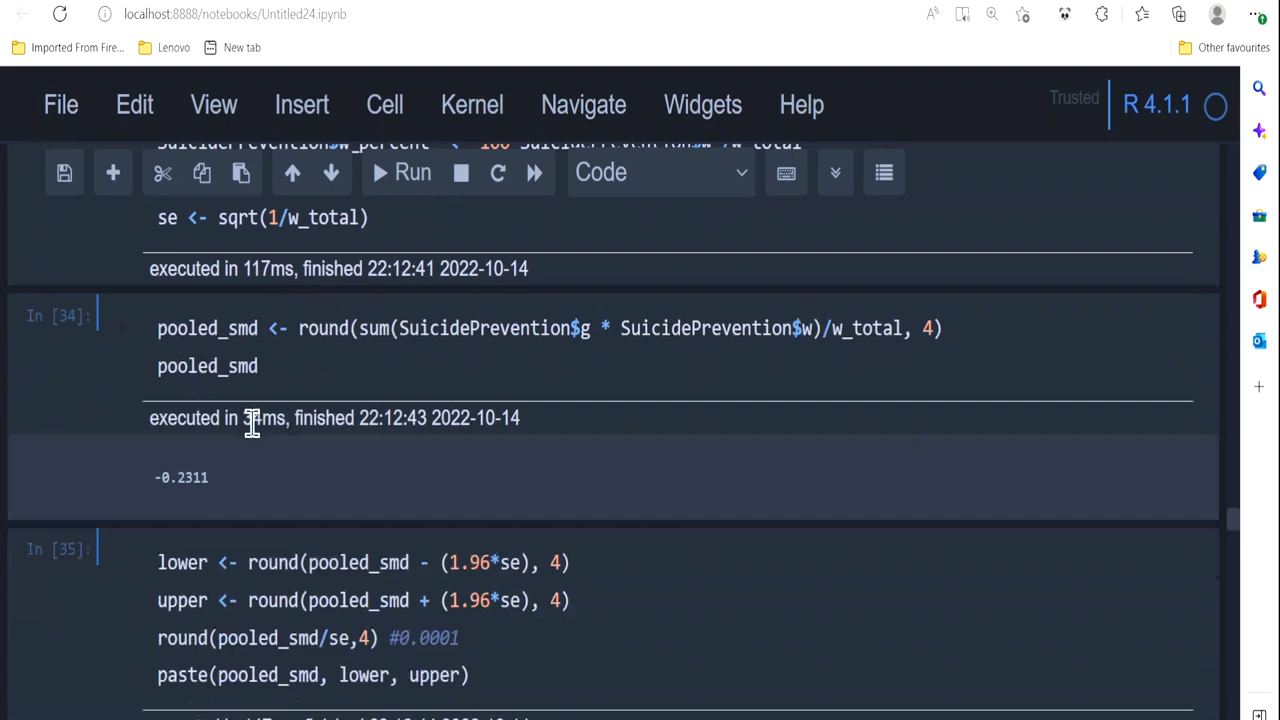 localhost:8888/notebooks/Untitled24.ipynb
Imported From Fire... Lenovo New tab Other favourites
File Edit View Insert Cell Kernel Navigate Widgets Help Trusted R 4.1.1
Run Code
se <- sqrt(1/w_total)
executed in 117ms, finished 22:12:41 2022-10-14
In [34]: pooled_smd <- round(sum(SuicidePrevention$g * SuicidePrevention$w)/w_total, 4)
pooled_smd
executed in 34ms, finished 22:12:43 2022-10-14
-0.2311
In [35]: lower <- round(pooled_smd - (1.96*se), 4)
upper <- round(pooled_smd + (1.96*se), 4)
round(pooled_smd/se,4) #0.0001
paste(pooled_smd, lower, upper)